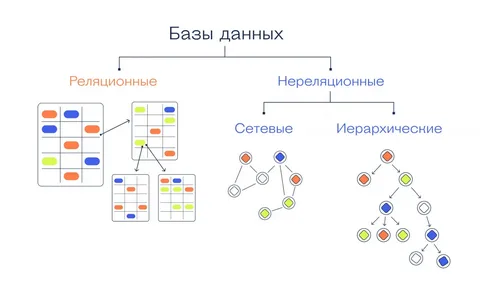 Базы данных
Реляционные
Нереляционные
Сетевые
Иерархические